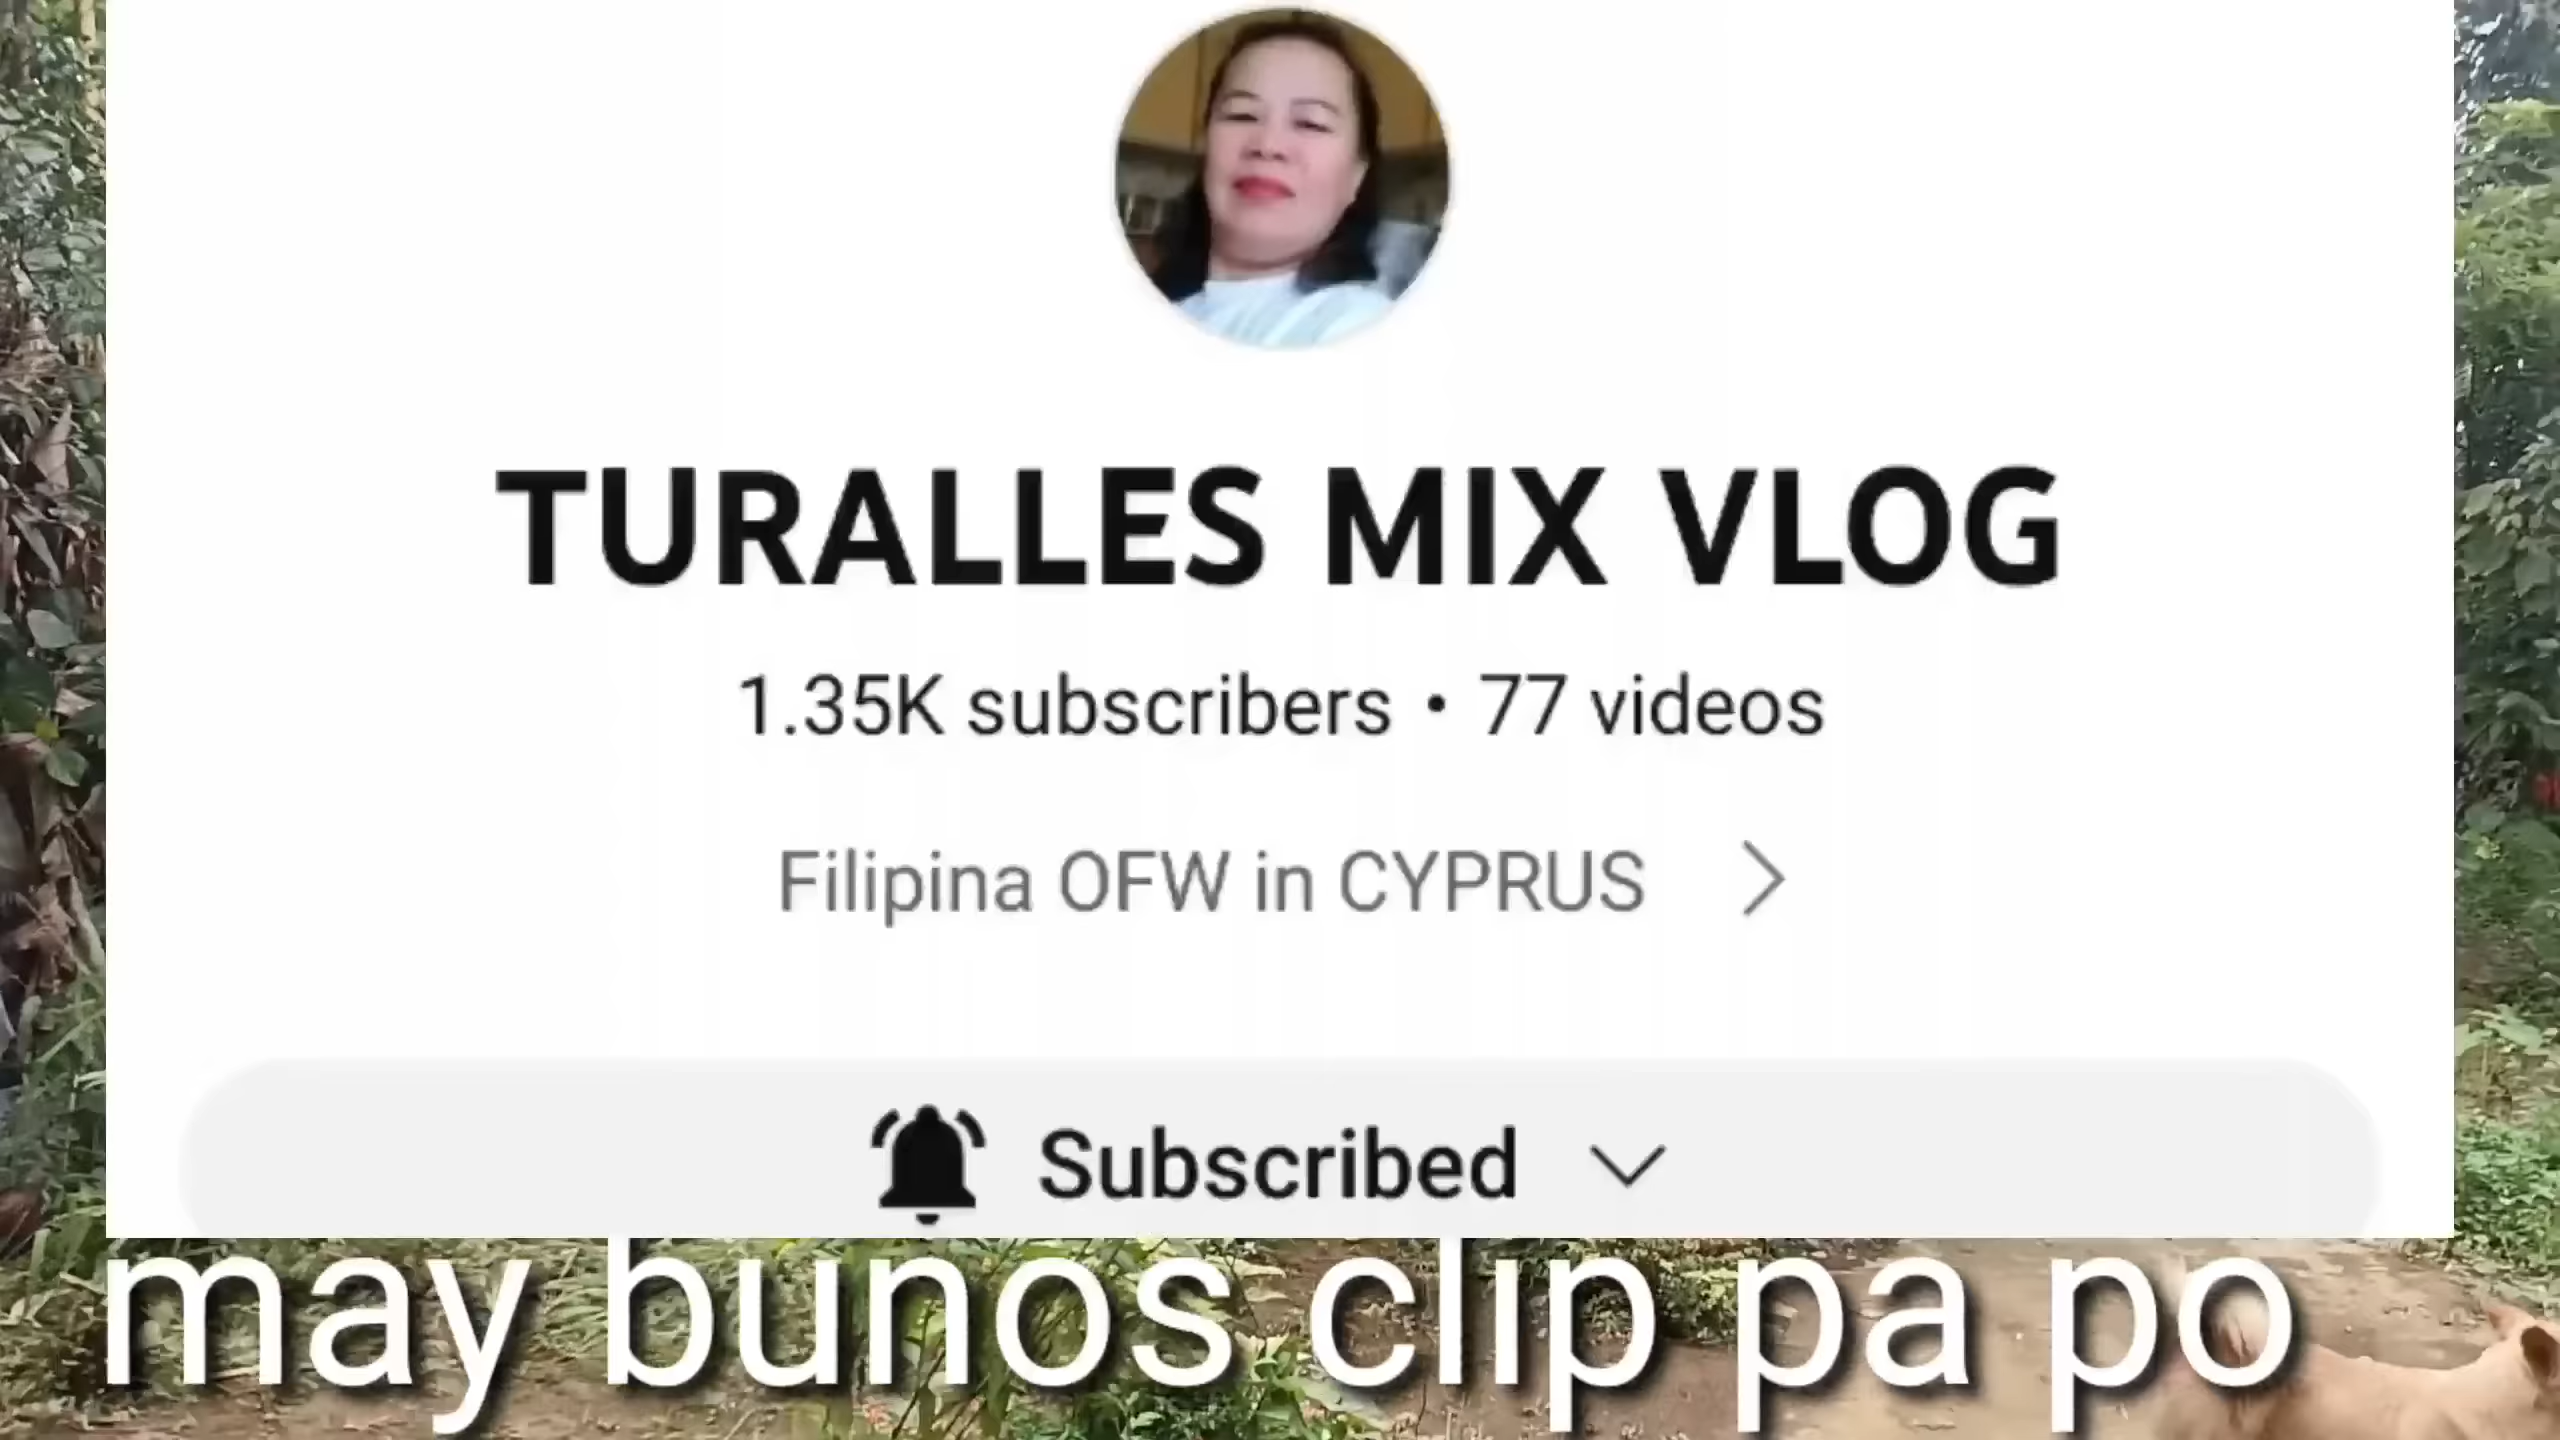 TURALLES MIX VLOG
1.35K subscribers • 77 videos
Filipina OFW in CYPRUS
Subscribed
may bunos clip pa po